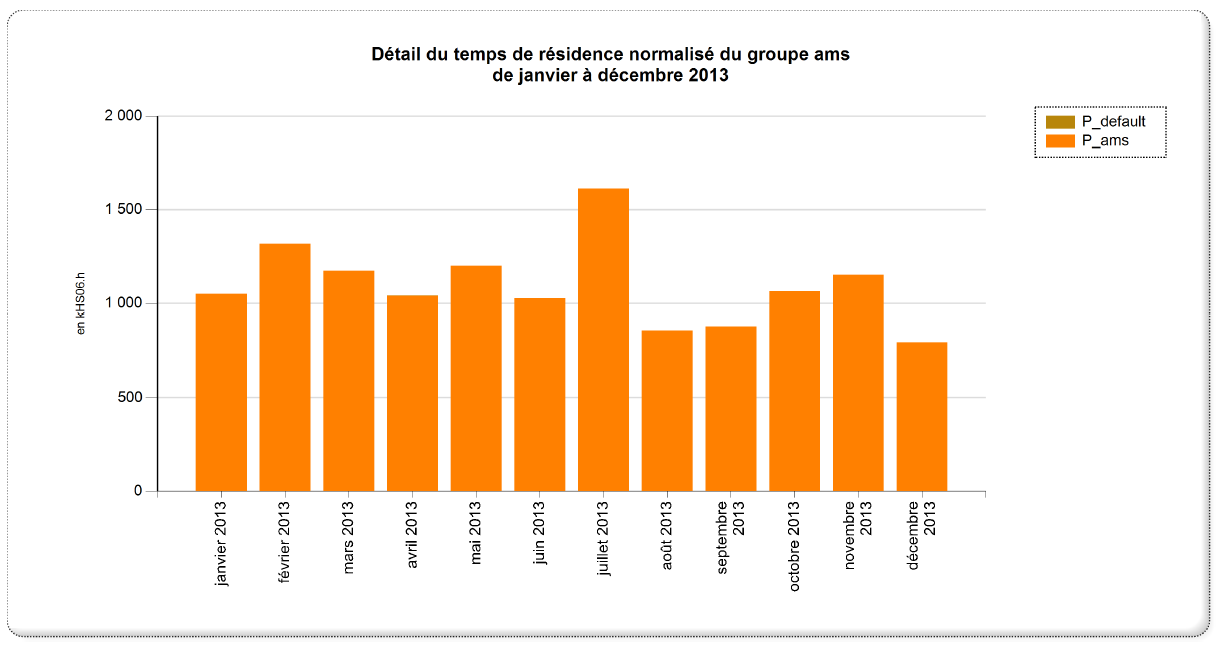 Détail du temps de résidence normalisé du groupe ams
de janvier à décembre 2013
P_default
P_ams
2 000
1 500
1 000
500
0
en kHS06.h
janvier 2013
février 2013
mars 2013
avril 2013
mai 2013
juin 2013
juillet 2013
août 2013
septembre
2013
octobre 2013
novembre
2013
décembre
2013